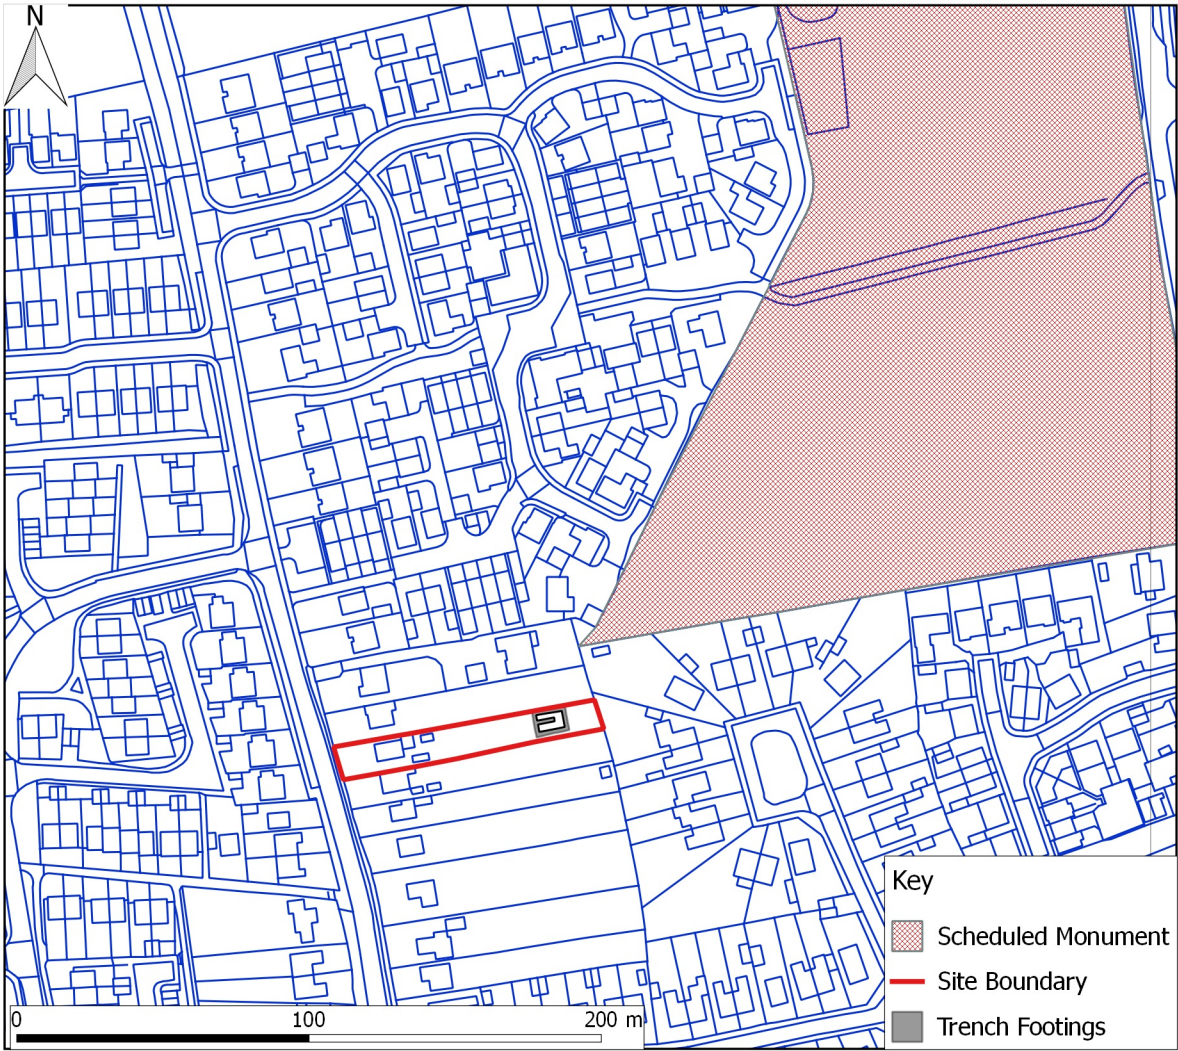 N
Key
Scheduled Monument
Site Boundary
Trench Footings
0 100 200 m